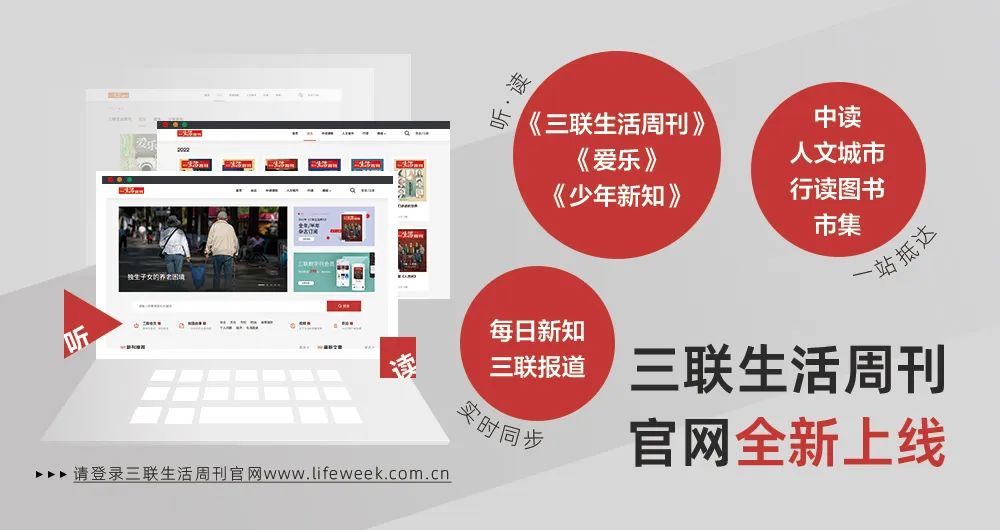 听·读
《三联生活周刊》
《爱乐》
《少年新知》
中读
人文城市
行读图书
市集
一站抵达
每日新知
三联报道
实时同步
三联生活周刊
官网全新上线
2022
独生子女的养老困境
听
读
▸▸▸请登录三联生活周刊官网www.lifeweek.com.cn